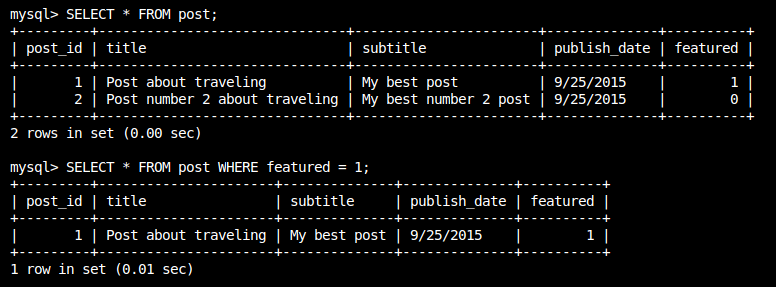 mysql> SELECT * FROM post;
+---------+-------------------------------+-----------------------+--------------+----------+
| post_id | title                         | subtitle              | publish_date | featured |
+---------+-------------------------------+-----------------------+--------------+----------+
|       1 | Post about traveling          | My best post          | 9/25/2015    |        1 |
|       2 | Post number 2 about traveling | My best number 2 post | 9/25/2015    |        0 |
+---------+-------------------------------+-----------------------+--------------+----------+
2 rows in set (0.00 sec)

mysql> SELECT * FROM post WHERE featured = 1;
+---------+----------------------+--------------+--------------+----------+
| post_id | title                | subtitle     | publish_date | featured |
+---------+----------------------+--------------+--------------+----------+
|       1 | Post about traveling | My best post | 9/25/2015    |        1 |
+---------+----------------------+--------------+--------------+----------+
1 row in set (0.01 sec)